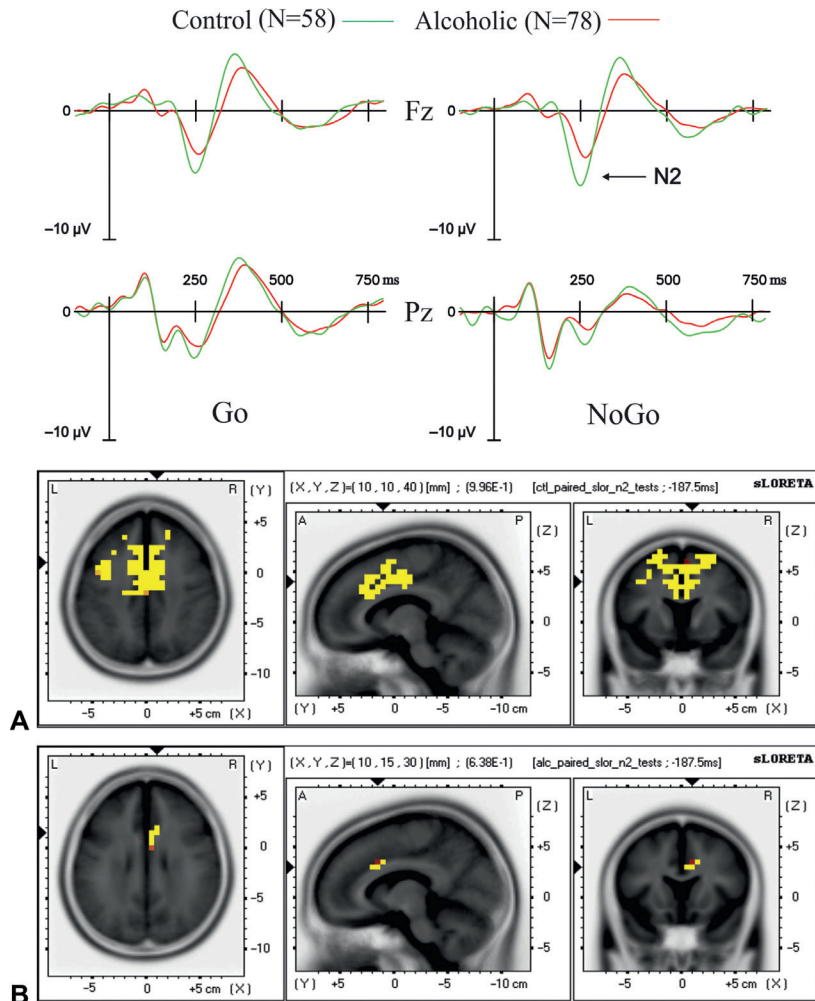 Control (N=58) Alcoholic (N=78)
0 Fz 0
N2
–10 µV –10 µV
250 500 750 ms 250 500 750 ms
0 Pz 0
Go NoGo
–10 µV –10 µV
(X,Y,Z)=(10,10,40)[mm] ; (9.96E-1) [ctl_paired_slor_n2_tests ; -187.5ms] sLORETA
L R (Y) A P (Z) L R (Z)
+5 +5 +5
0 0 0
-5 -5 -5
-10
-5 0 +5 cm (X) (Y) +5 0 -5 -10 cm -5 0 +5 cm (X)
A
(X,Y,Z)=(10,15,30)[mm] ; (6.38E-1) [alc_paired_slor_n2_tests ; -187.5ms] sLORETA
L R (Y) A P (Z) L R (Z)
+5 +5 +5
0 0 0
-5 -5 -5
-10
-5 0 +5 cm (X) (Y) +5 0 -5 -10 cm -5 0 +5 cm (X)
B